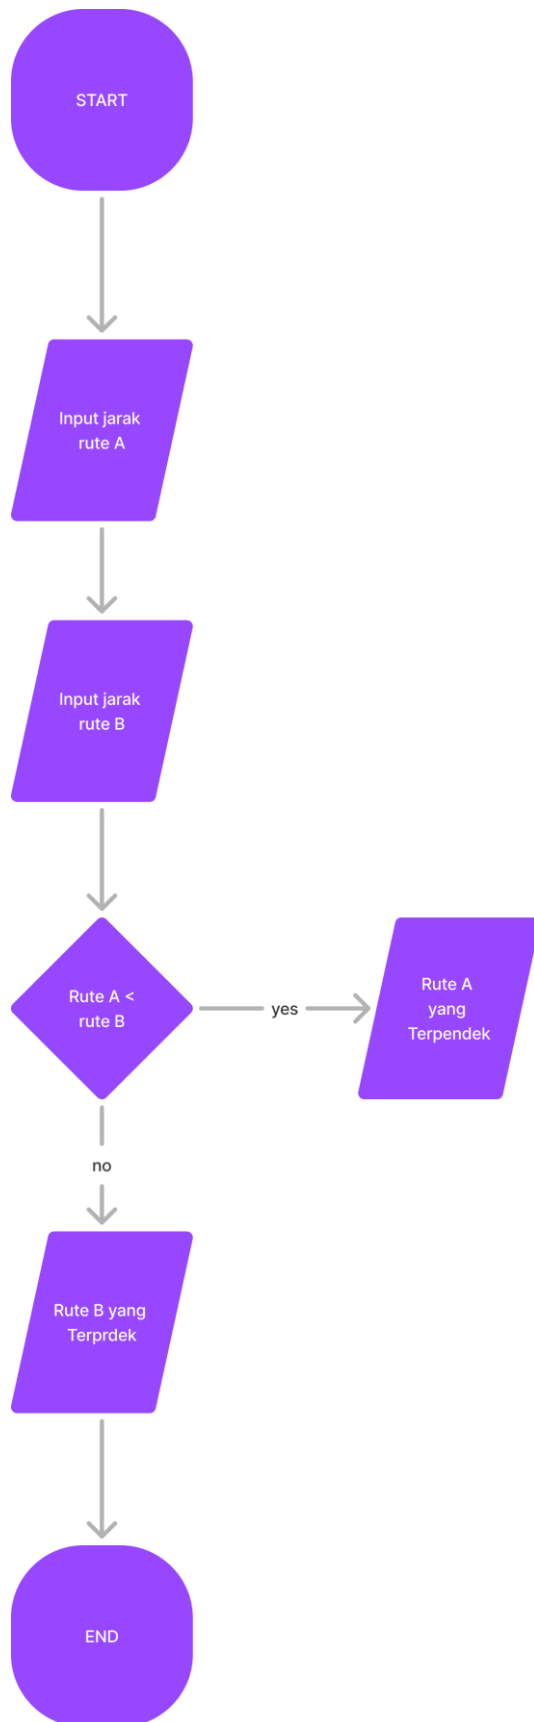 START
Input jarak
rute A
Input jarak
rute B
Rute A <
rute B
yes
Rute A
yang
Terpendek
no
Rute B yang
Terprdek
END